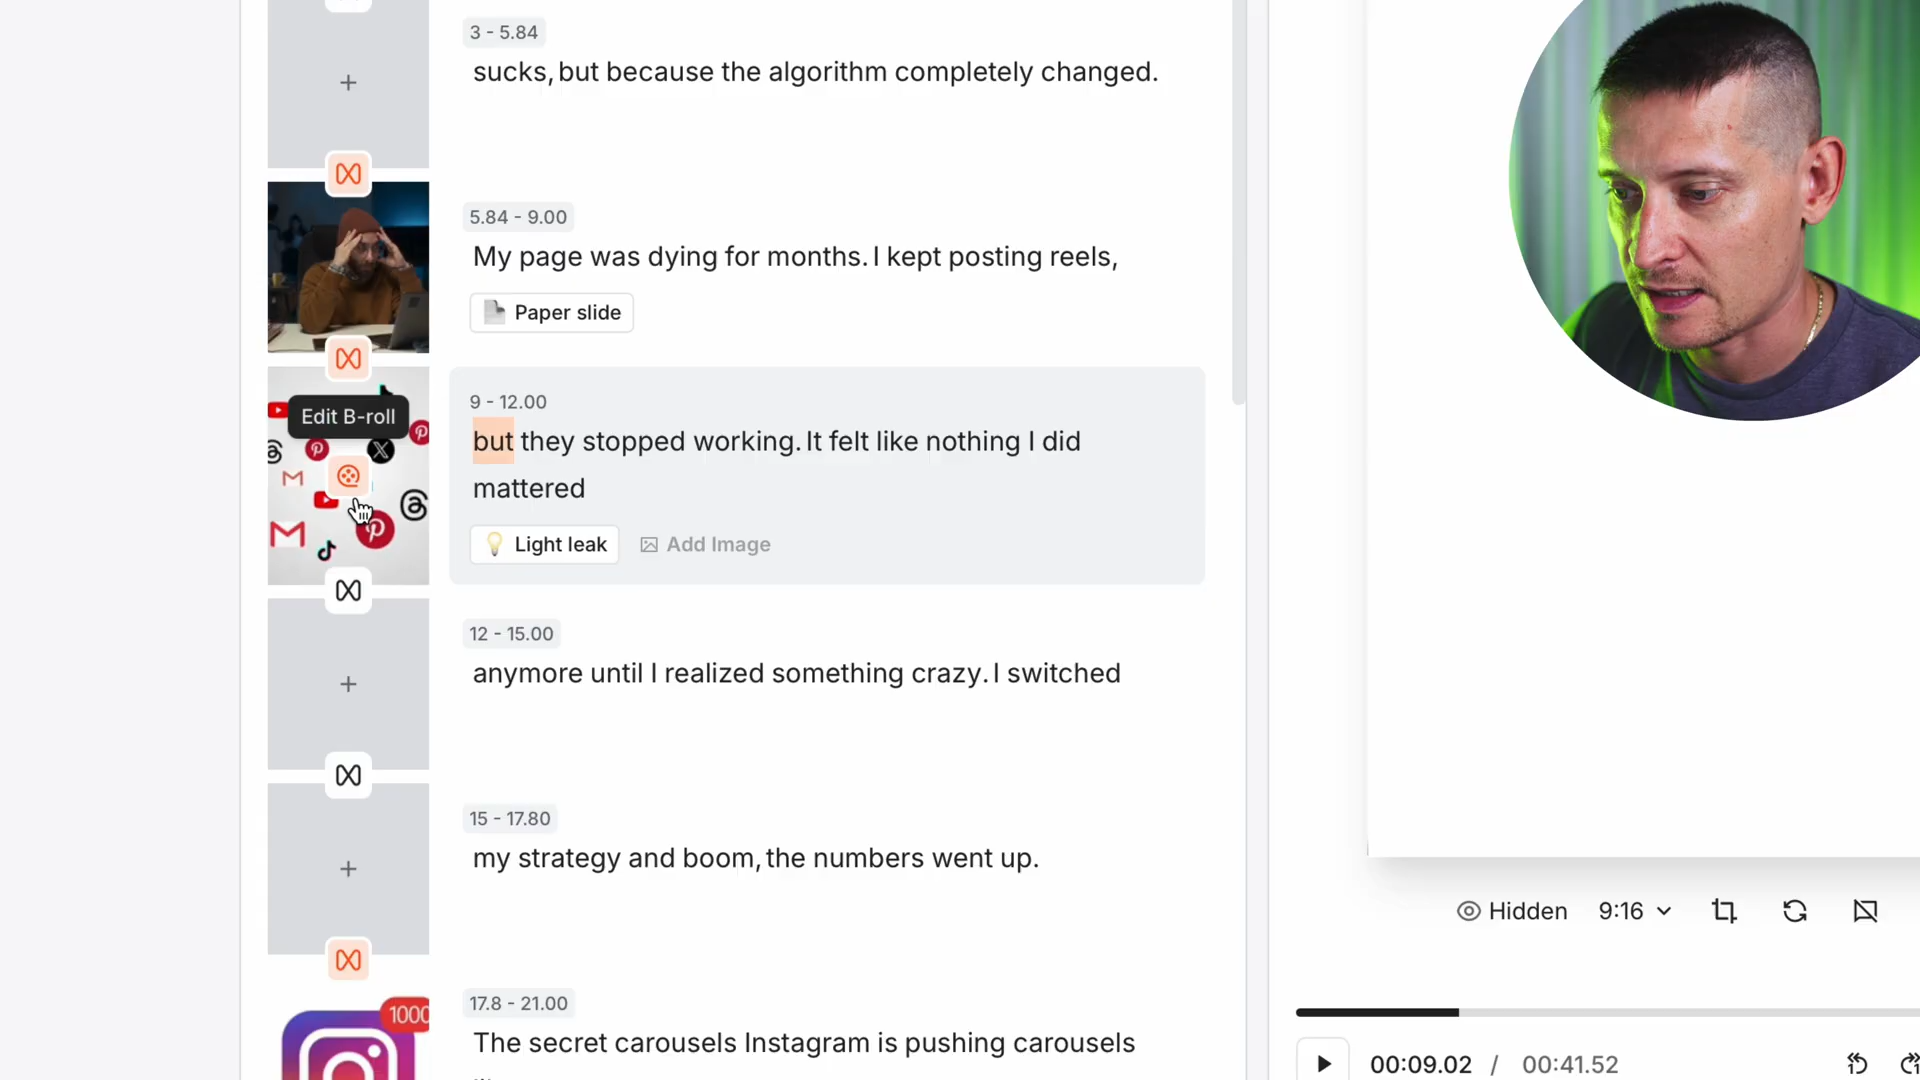 3 - 5.84
sucks, but because the algorithm completely changed.
5.84 - 9.00
My page was dying for months. I kept posting reels,
Paper slide
Edit B-roll
9 - 12.00
but they stopped working. It felt like nothing I did
mattered
Light leak
Add Image
12 - 15.00
anymore until I realized something crazy. I switched
15 - 17.80
my strategy and boom, the numbers went up.
17.8 - 21.00
1000
The secret carousels Instagram is pushing carousels
Hidden
9:16
00:09.02 / 00:41.52